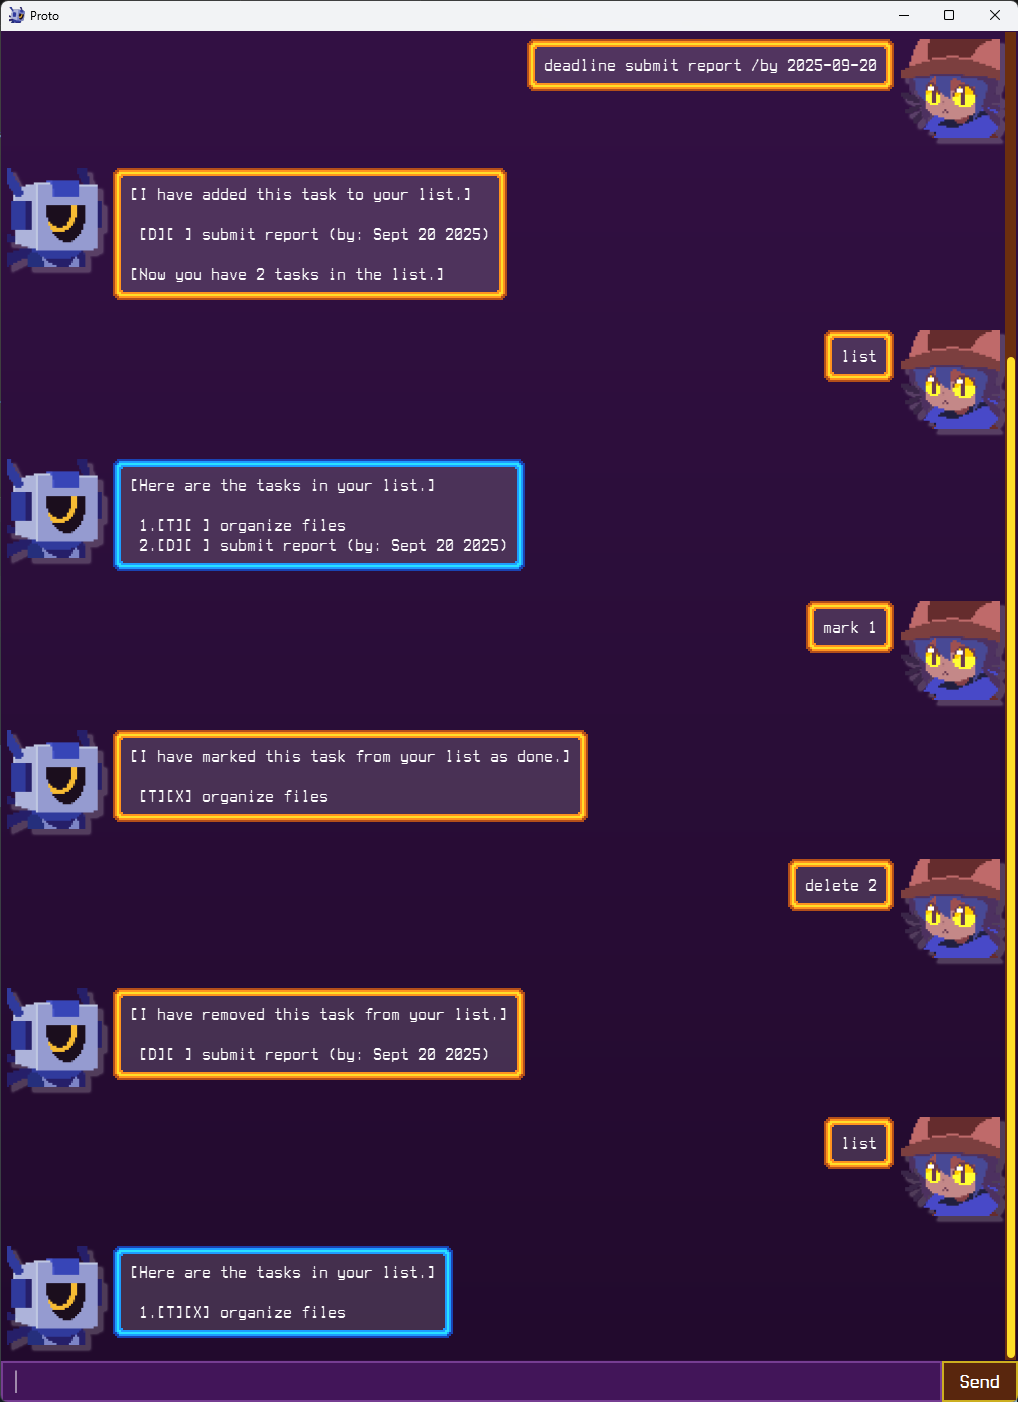 Proto
deadline submit report /by 2025-09-20
[I have added this task to your list.]
[D][ ] submit report (by: Sept 20 2025)
[Now you have 2 tasks in the list.]
list
[Here are the tasks in your list.]
1.[T][ ] organize files
2.[D][ ] submit report (by: Sept 20 2025)
mark 1
[I have marked this task from your list as done.]
[T][X] organize files
delete 2
[I have removed this task from your list.]
[D][ ] submit report (by: Sept 20 2025)
list
[Here are the tasks in your list.]
1.[T][X] organize files
Send